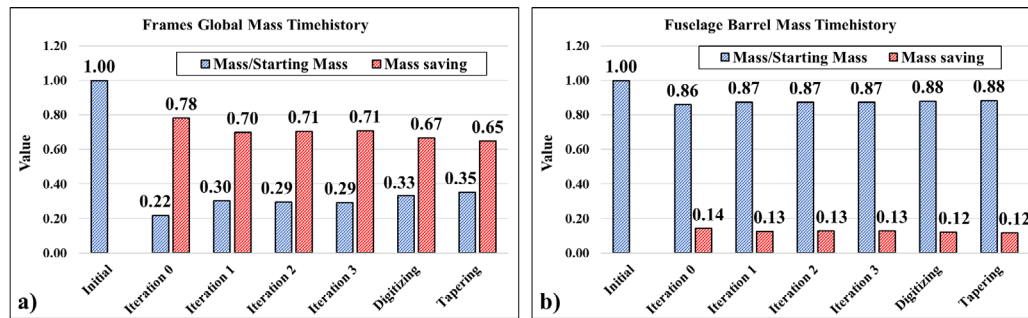 Frames Global Mass Timehistory
1.20
1.00
0.80
0.60
0.40
0.20
0.00
Value
Mass/Starting Mass
Mass saving
1.00
0.22
0.78
0.30
0.70
0.29
0.71
0.29
0.71
0.33
0.67
0.35
0.65
Initial
Iteration 0
Iteration 1
Iteration 2
Iteration 3
Digitizing
Tapering
a)
Fuselage Barrel Mass Timehistory
1.20
1.00
0.80
0.60
0.40
0.20
0.00
Value
Mass/Starting Mass
Mass saving
1.00
0.86
0.14
0.87
0.13
0.87
0.13
0.87
0.13
0.88
0.12
0.88
0.12
Initial
Iteration 0
Iteration 1
Iteration 2
Iteration 3
Digitizing
Tapering
b)